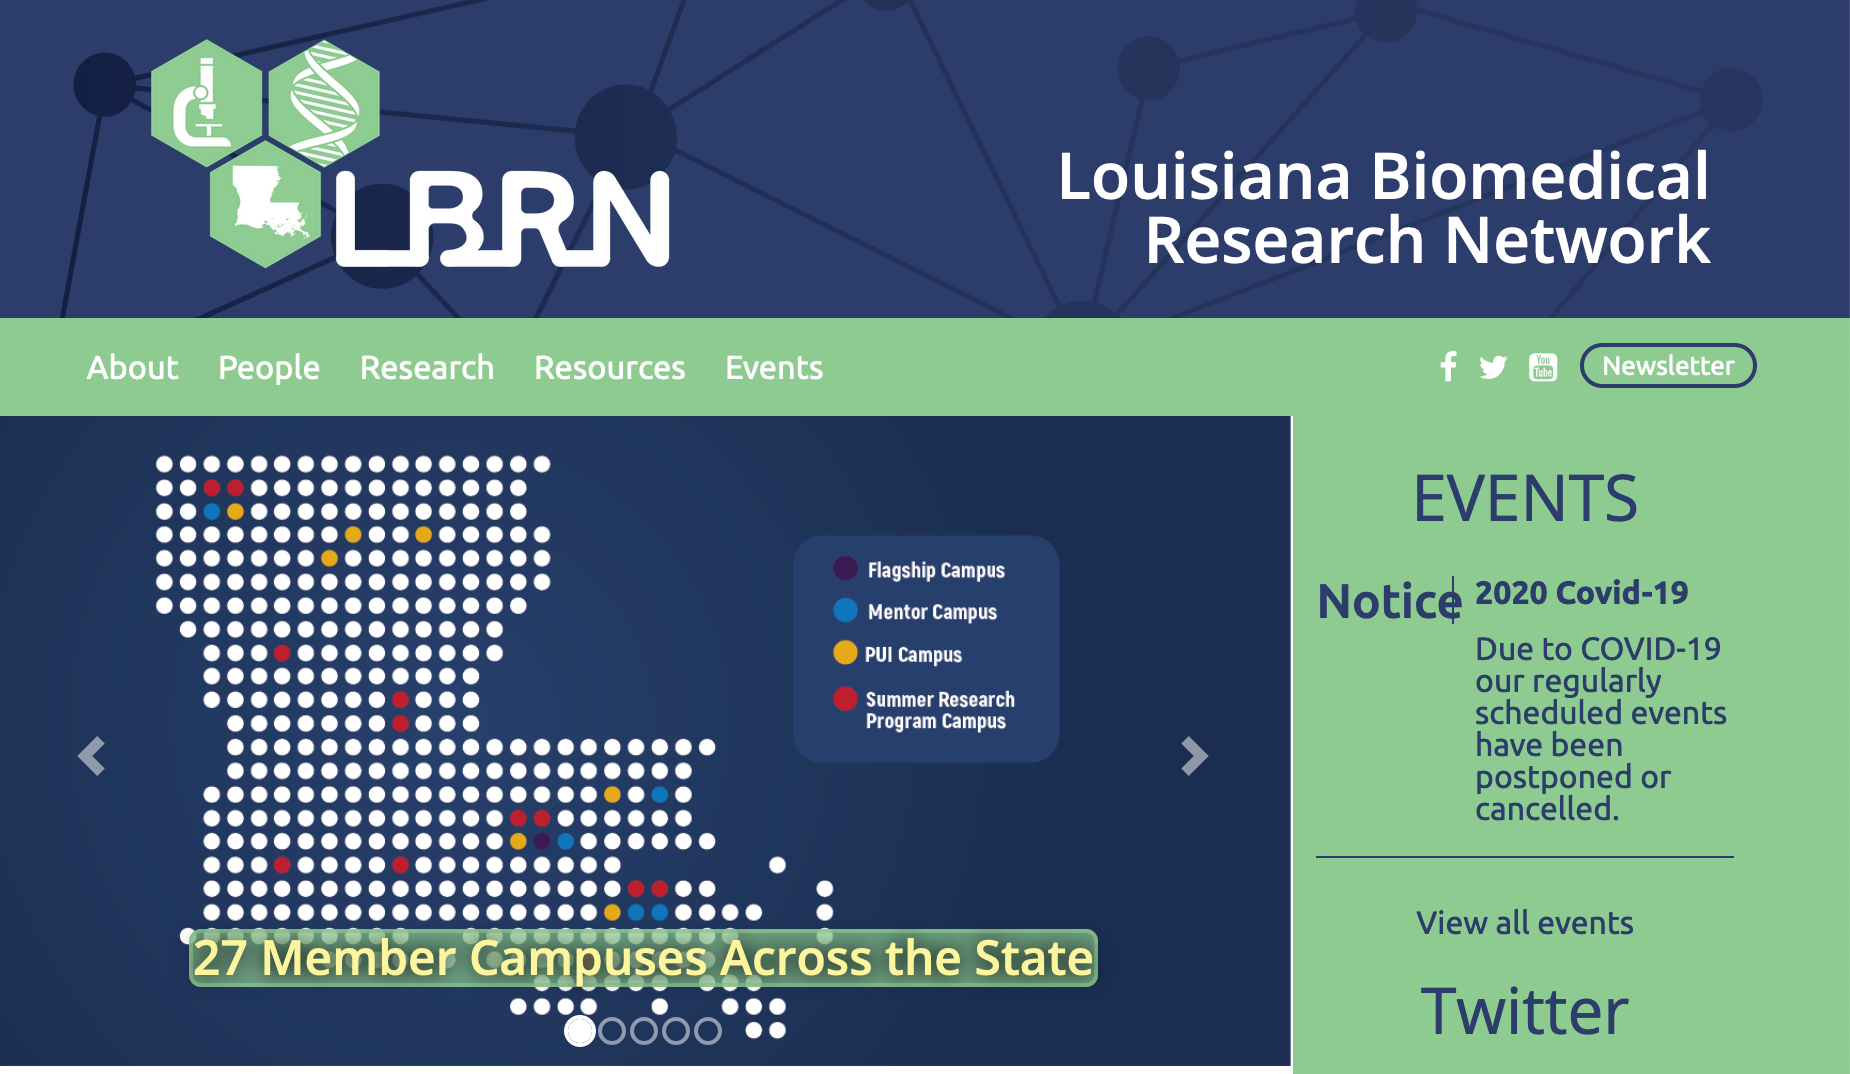 LBRN
Louisiana Biomedical
Research Network
About People Research Resources Events
You
Tube
Newsletter
Flagship Campus
Mentor Campus
PUI Campus
Summer Research
Program Campus
27 Member Campuses Across the State
EVENTS
Notice
2020 Covid-19
Due to COVID-19
our regularly
scheduled events
have been
postponed or
cancelled.
View all events
Twitter